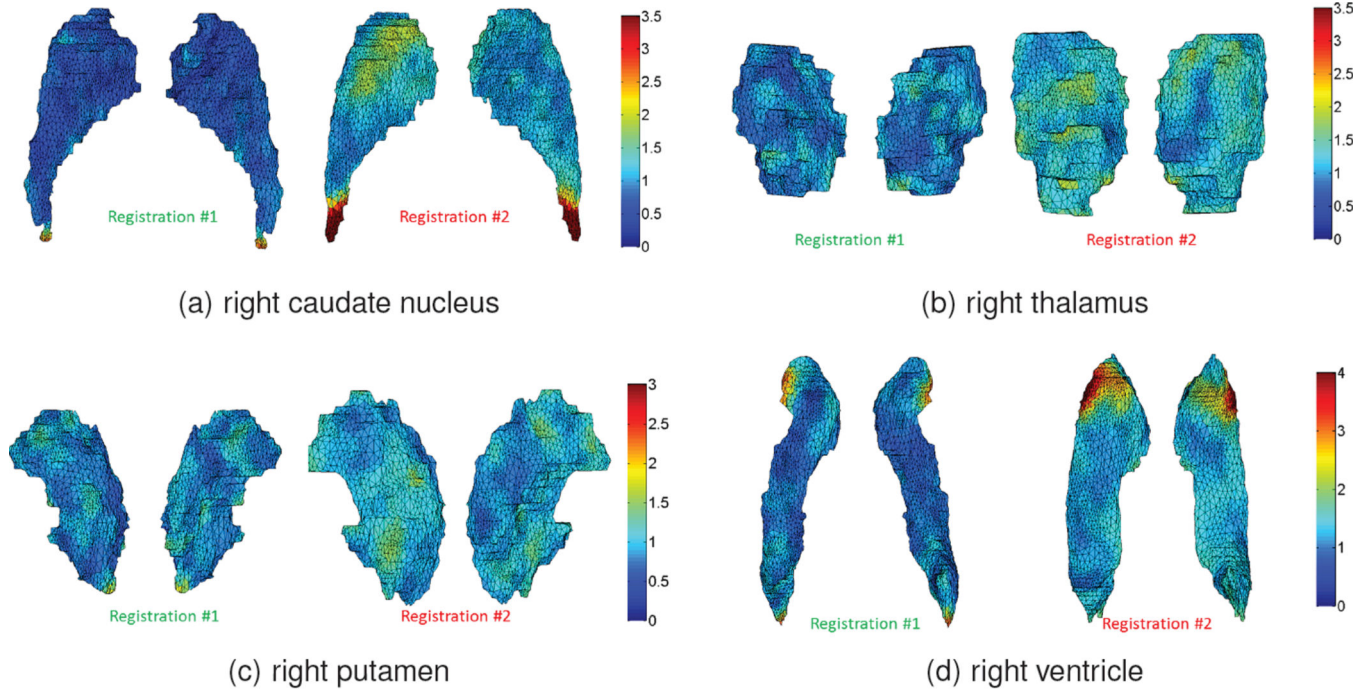 3.5
3
2.5
2
1.5
1
0.5
0
Registration #1
Registration #2
(a) right caudate nucleus
3.5
3
2.5
2
1.5
1
0.5
0
Registration #1
Registration #2
(b) right thalamus
3
2.5
2
1.5
1
0.5
0
Registration #1
Registration #2
(c) right putamen
4
3
2
1
0
Registration #1
Registration #2
(d) right ventricle